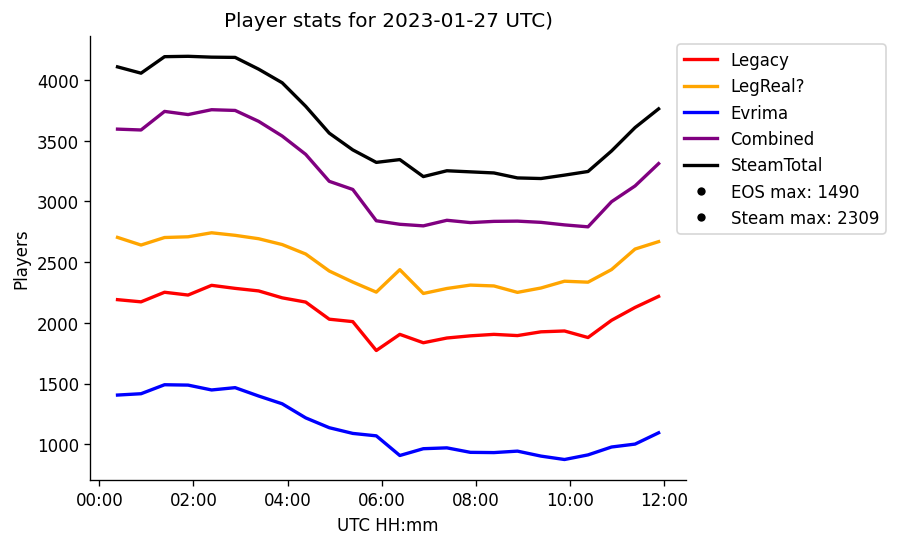 Player stats for 2023-01-27 UTC)
Legacy
LegReal?
Evrima
Combined
SteamTotal
EOS max: 1490
Steam max: 2309
Players
4000
3500
3000
2500
2000
1500
1000
00:00 02:00 04:00 06:00 08:00 10:00 12:00
UTC HH:mm